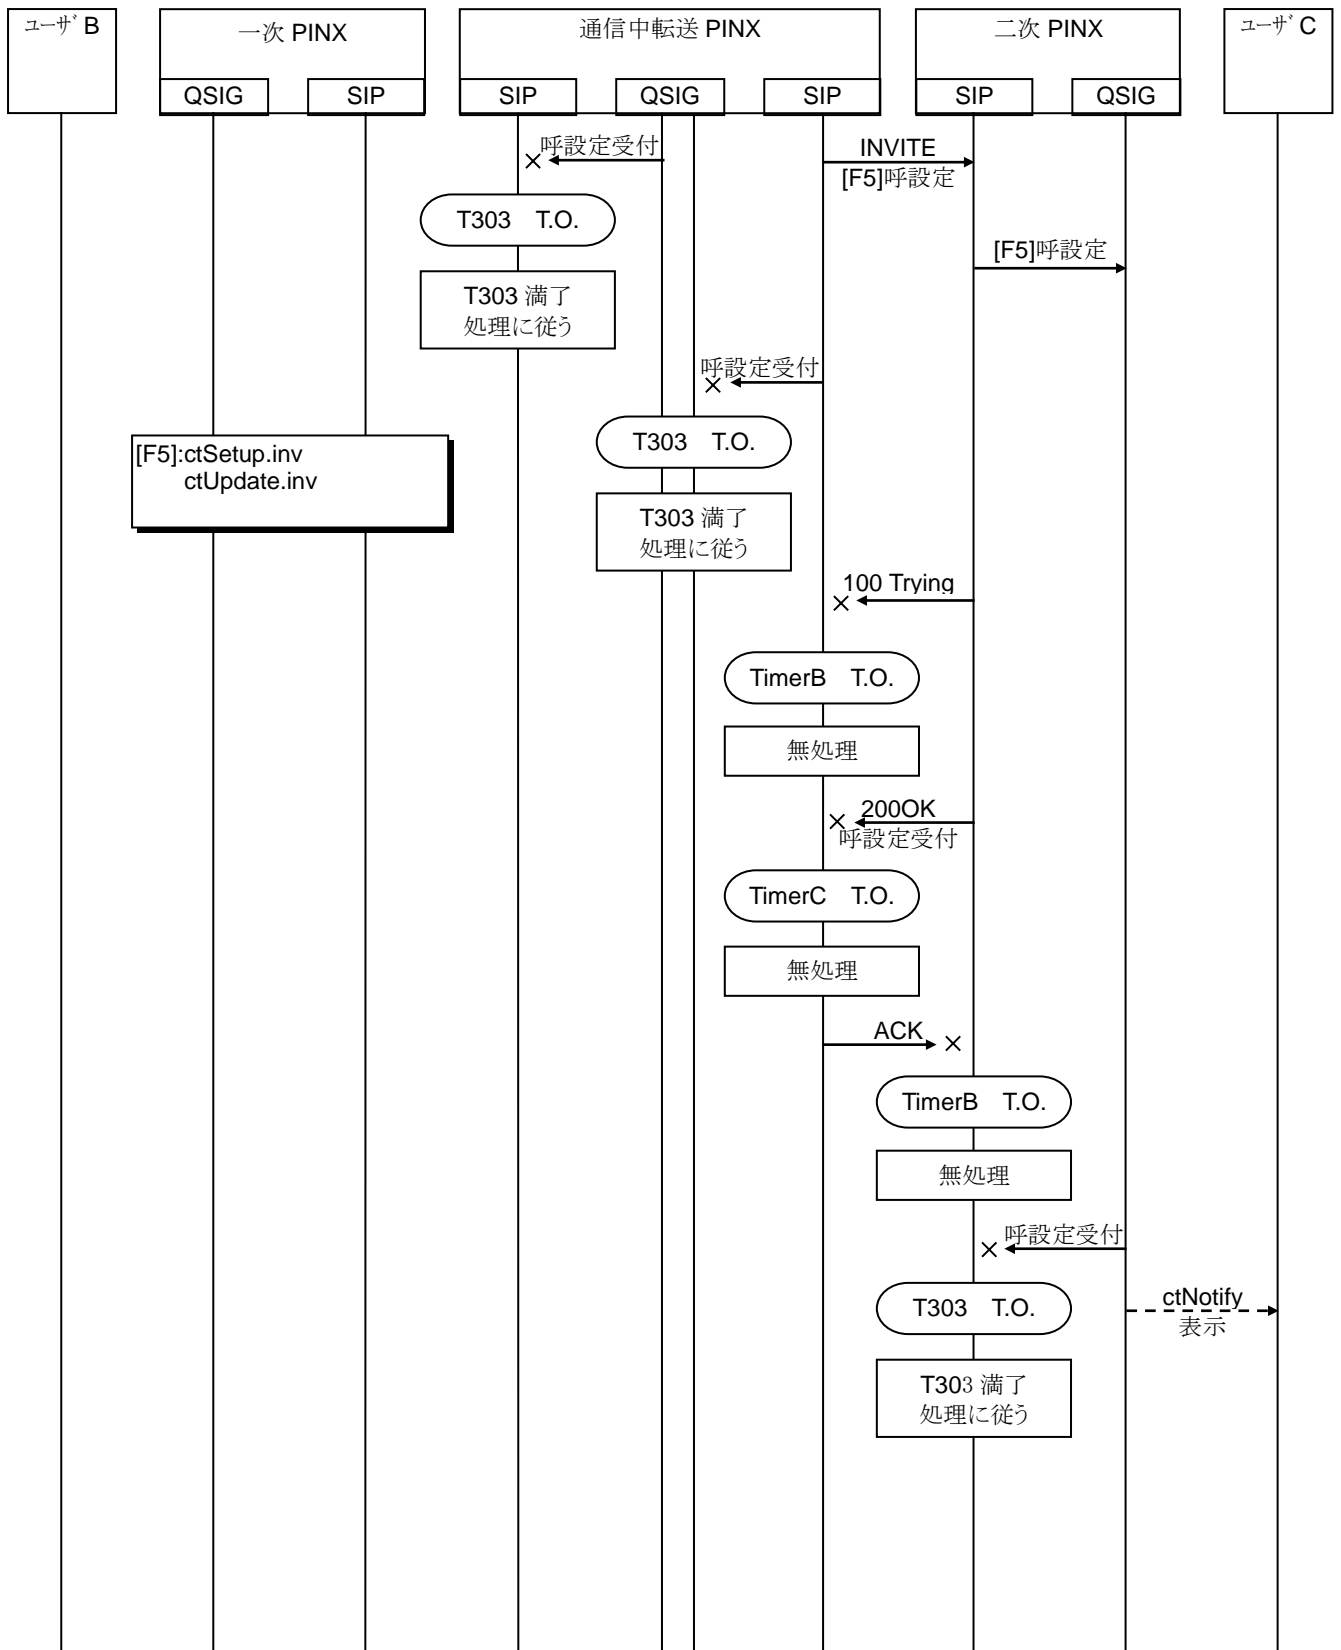 ﾕｰｻﾞ B
一次 PINX
通信中転送 PINX
二次 PINX
ﾕｰｻﾞ C
QSIG
SIP
SIP
QSIG
SIP
SIP
QSIG
呼設定受付
INVITE
[F5]呼設定
T303 T.O.
[F5]呼設定
T303 満了
処理に従う
呼設定受付
T303 T.O.
[F5]:ctSetup.inv
ctUpdate.inv
T303 満了
処理に従う
100 Trying
TimerB T.O.
無処理
200OK
呼設定受付
TimerC T.O.
無処理
ACK
TimerB T.O.
無処理
呼設定受付
T303 T.O.
ctNotify
表示
T303 満了
処理に従う